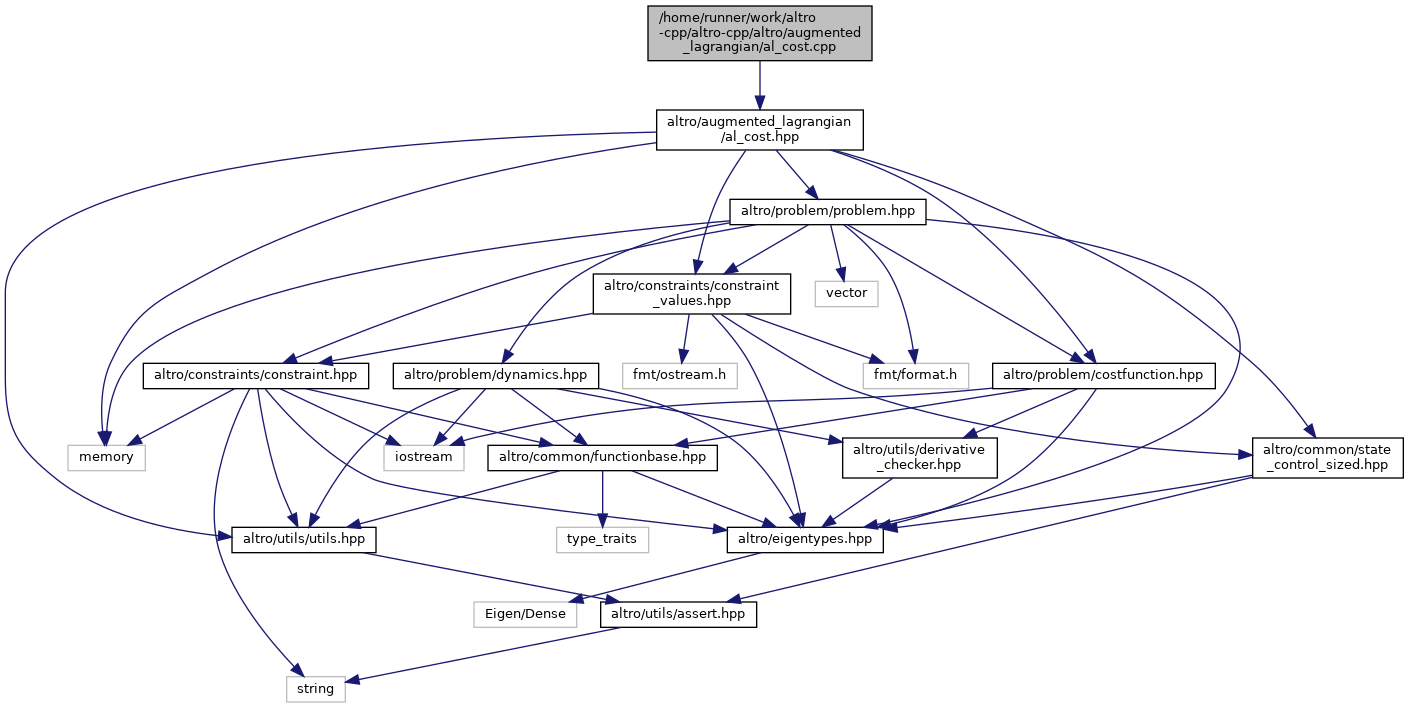 /home/runner/work/altro
-cpp/altro-cpp/altro/augmented
_lagrangian/al_cost.cpp
altro/augmented_lagrangian
/al_cost.hpp
altro/problem/problem.hpp
altro/constraints/constraint
_values.hpp
vector
altro/constraints/constraint.hpp
altro/problem/dynamics.hpp
fmt/ostream.h
fmt/format.h
altro/problem/costfunction.hpp
memory
iostream
altro/common/functionbase.hpp
altro/utils/derivative
_checker.hpp
altro/common/state
_control_sized.hpp
altro/utils/utils.hpp
type_traits
altro/eigentypes.hpp
Eigen/Dense
altro/utils/assert.hpp
string